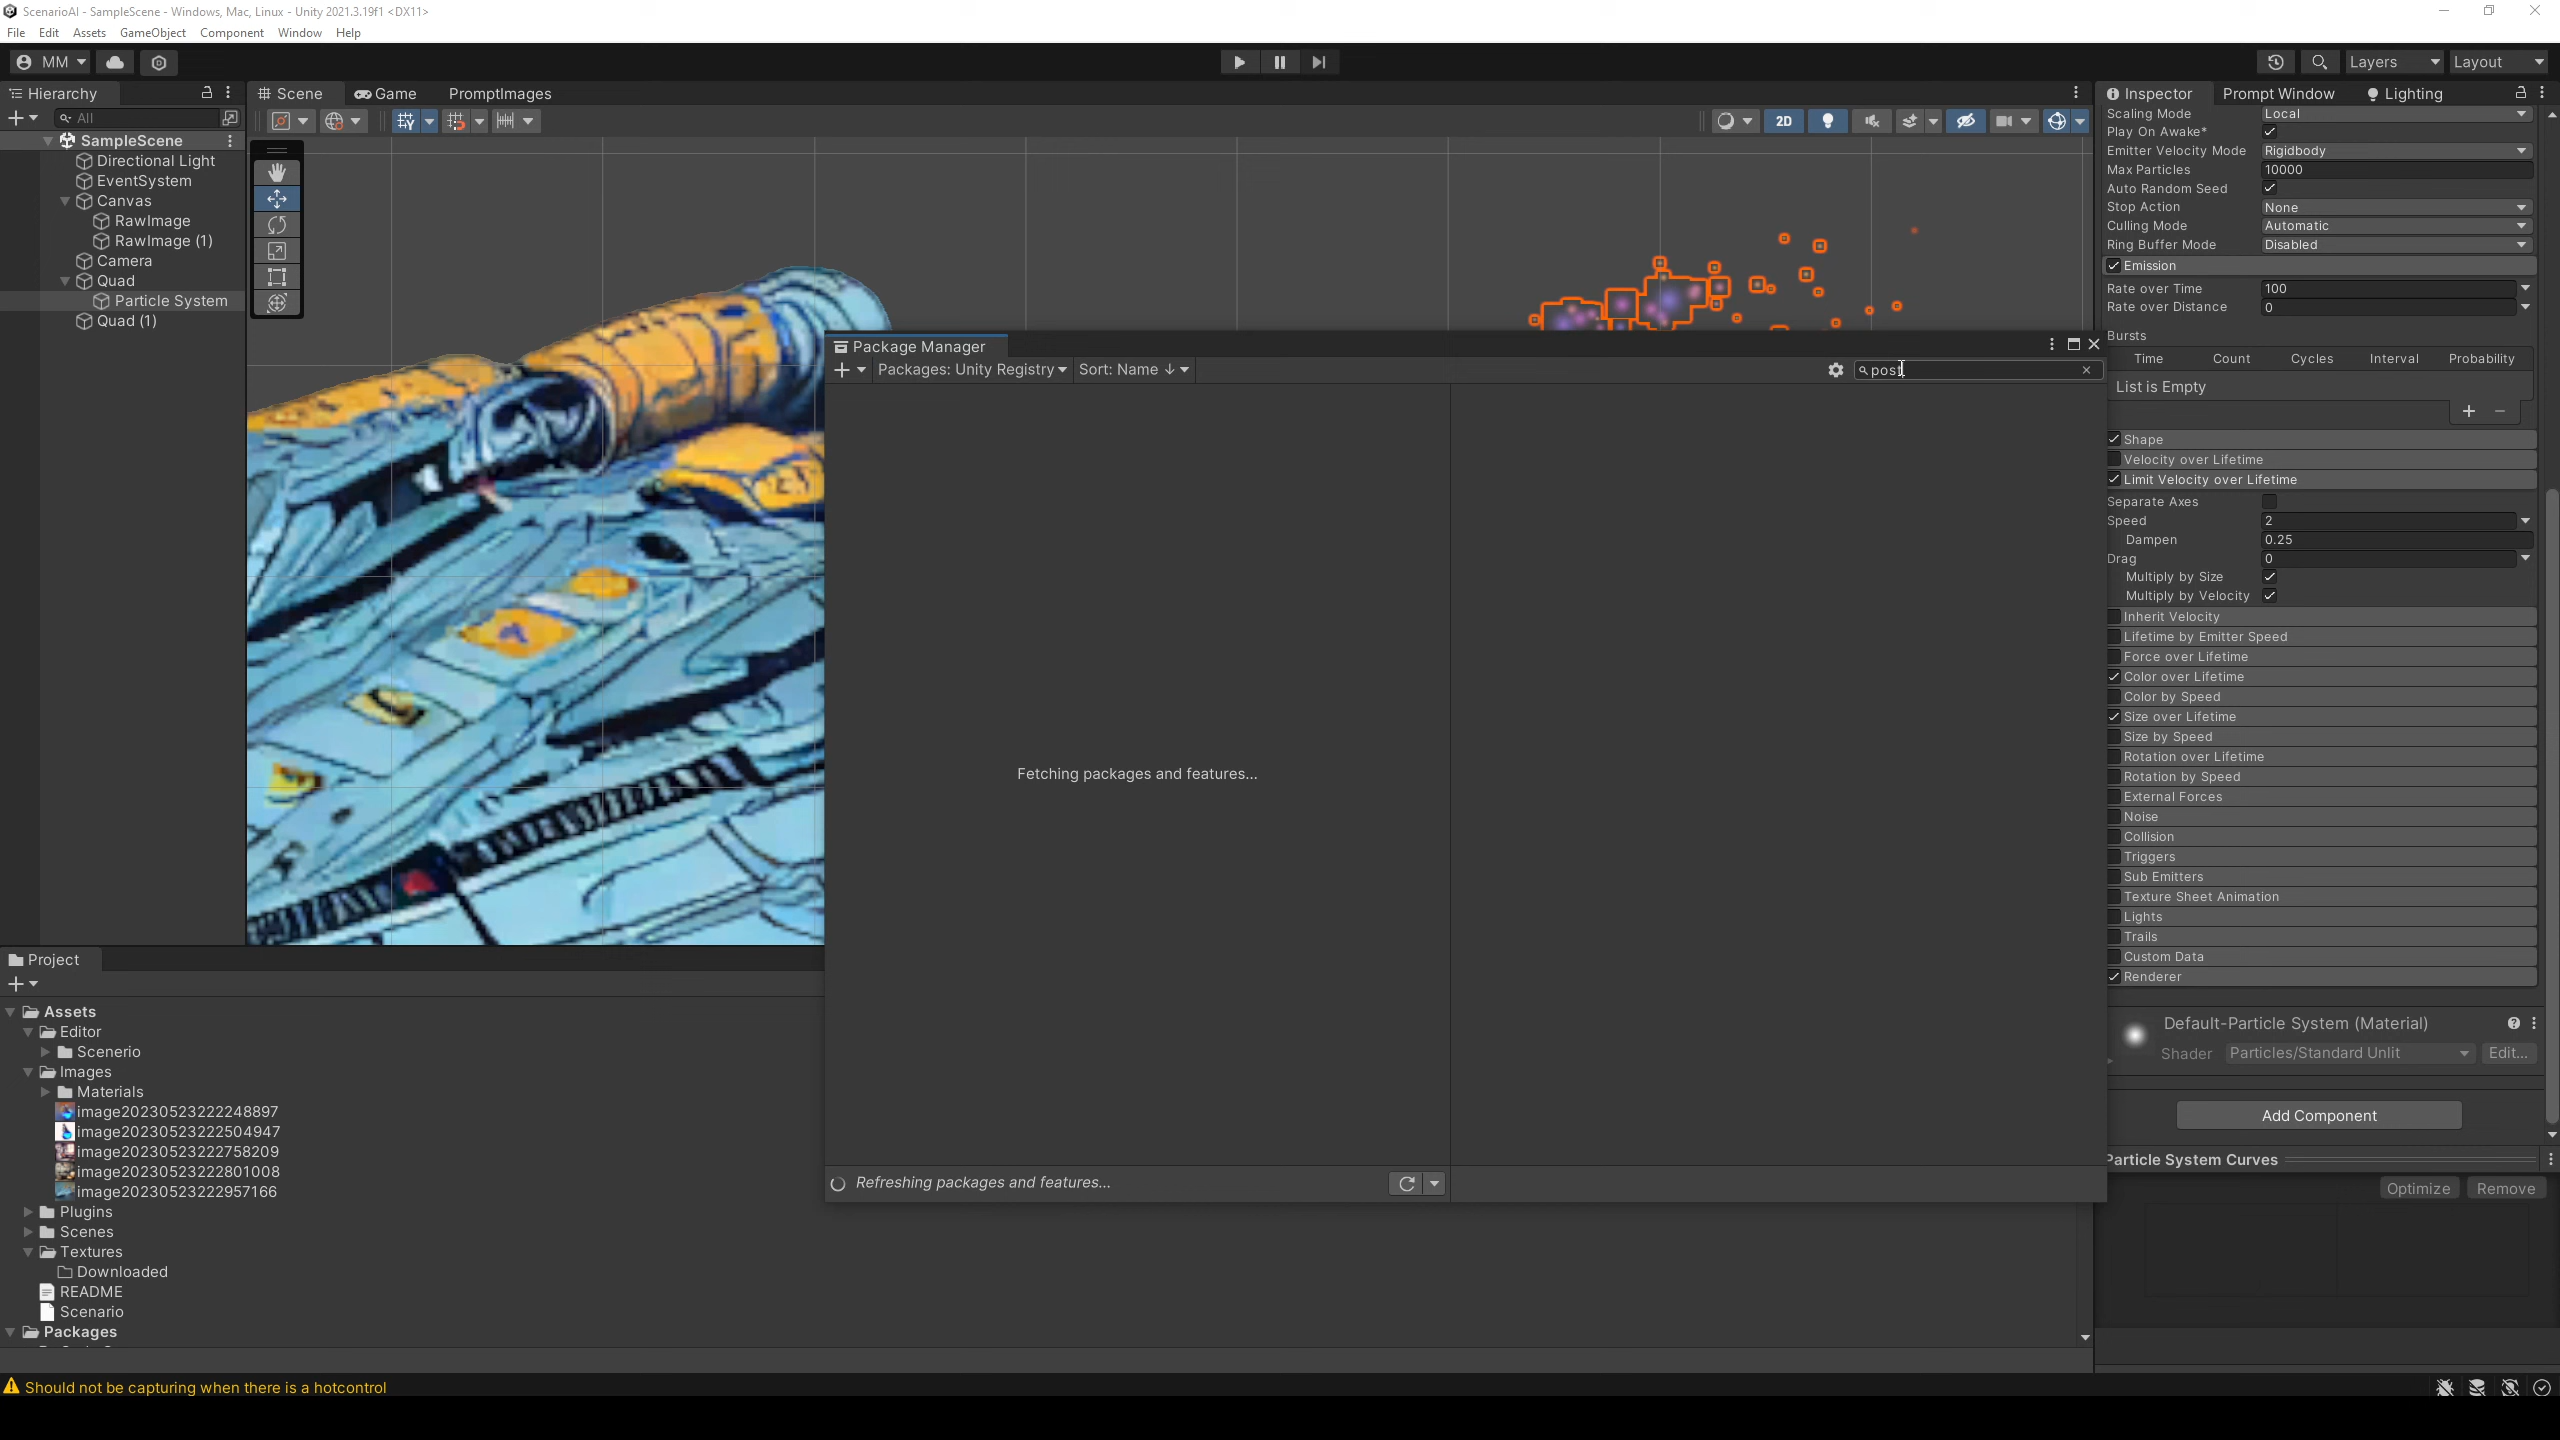 ScenarioAI - SampleScene - Windows, Mac, Linux - Unity 2021.3.19f1 <DX11>
File Edit Assets GameObject Component Window Help
MM
Layers
Layout
Hierarchy
All
SampleScene
Directional Light
EventSystem
Canvas
RawImage
RawImage (1)
Camera
Quad
Particle System
Quad (1)
Scene Game PromptImages
2D
Package Manager
Packages: Unity Registry
Sort: Name ↓
post
Fetching packages and features...
Refreshing packages and features...
Inspector Prompt Window Lighting
Scaling Mode Local
Play On Awake*
Emitter Velocity Mode Rigidbody
Max Particles 10000
Auto Random Seed
Stop Action None
Culling Mode Automatic
Ring Buffer Mode Disabled
Emission
Rate over Time 100
Rate over Distance 0
Bursts
Time Count Cycles Interval Probability
List is Empty
Shape
Velocity over Lifetime
Limit Velocity over Lifetime
Separate Axes
Speed 2
Dampen 0.25
Drag 0
Multiply by Size
Multiply by Velocity
Inherit Velocity
Lifetime by Emitter Speed
Force over Lifetime
Color over Lifetime
Color by Speed
Size over Lifetime
Size by Speed
Rotation over Lifetime
Rotation by Speed
External Forces
Noise
Collision
Triggers
Sub Emitters
Texture Sheet Animation
Lights
Trails
Custom Data
Renderer
Default-Particle System (Material)
Shader Particles/Standard Unlit Edit...
Add Component
Particle System Curves
Optimize Remove
Project
Assets
Editor
Scenerio
Images
Materials
image20230523222248897
image20230523222504947
image20230523222758209
image20230523222801008
image20230523222957166
Plugins
Scenes
Textures
Downloaded
README
Scenario
Packages
Should not be capturing when there is a hotcontrol